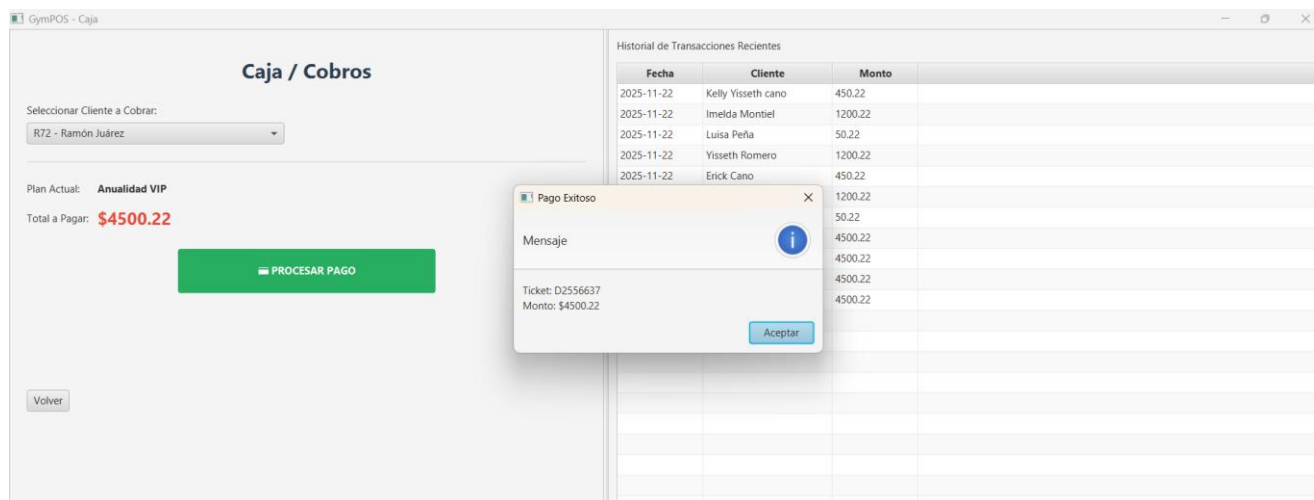 GymPOS - Caja
Caja / Cobros
Seleccionar Cliente a Cobrar:
R72 - Ramón Juárez
Plan Actual: Anualidad VIP
Total a Pagar: $4500.22
PROCESAR PAGO
Volver
Historial de Transacciones Recientes
Fecha Cliente Monto
2025-11-22 Kelly Yisseth cano 450.22
2025-11-22 Imelda Montiel 1200.22
2025-11-22 Luisa Peña 50.22
2025-11-22 Yisseth Romero 1200.22
2025-11-22 Erick Cano 450.22
1200.22
50.22
4500.22
4500.22
4500.22
4500.22
Pago Exitoso
Mensaje
Ticket: D2556637
Monto: $4500.22
Aceptar